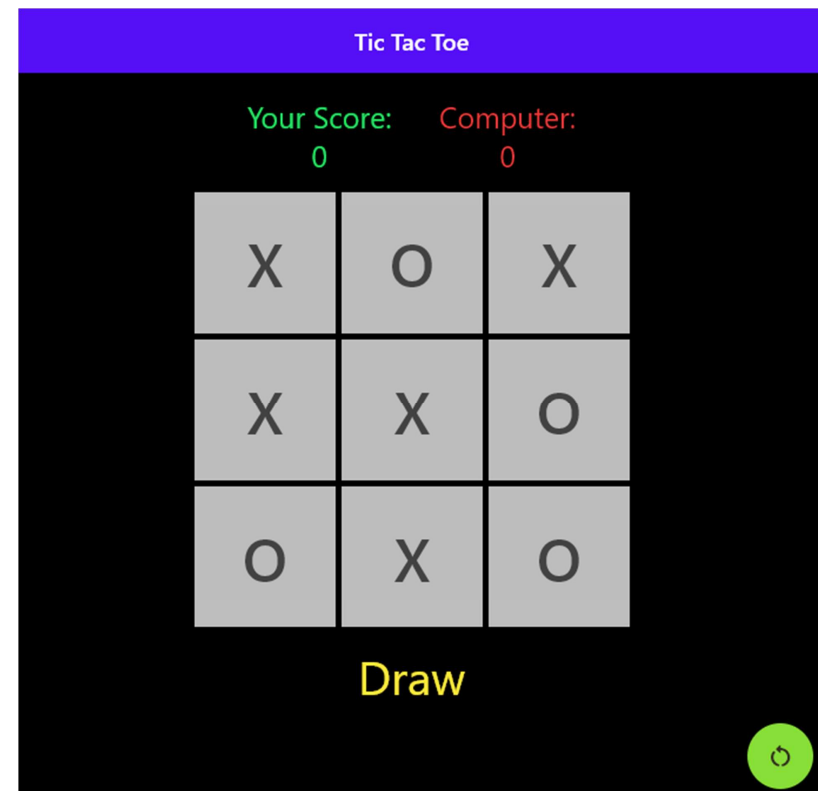 Tic Tac Toe
Your Score: Computer:
0 0
X O X
X X O
O X O
Draw